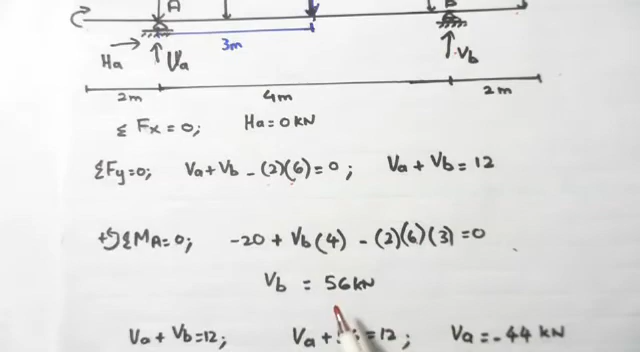 A B
3m
Ha Va Vb
2m 4m 2m
ΣFx=0; Ha=0 KN
ΣFy=0; Va+Vb-(2)(6)=0; Va+Vb=12
+↺ΣMA=0; -20+Vb(4)-(2)(6)(3)=0
Vb = 56KN
Va+Vb=12; Va+ =12; Va=-44 KN